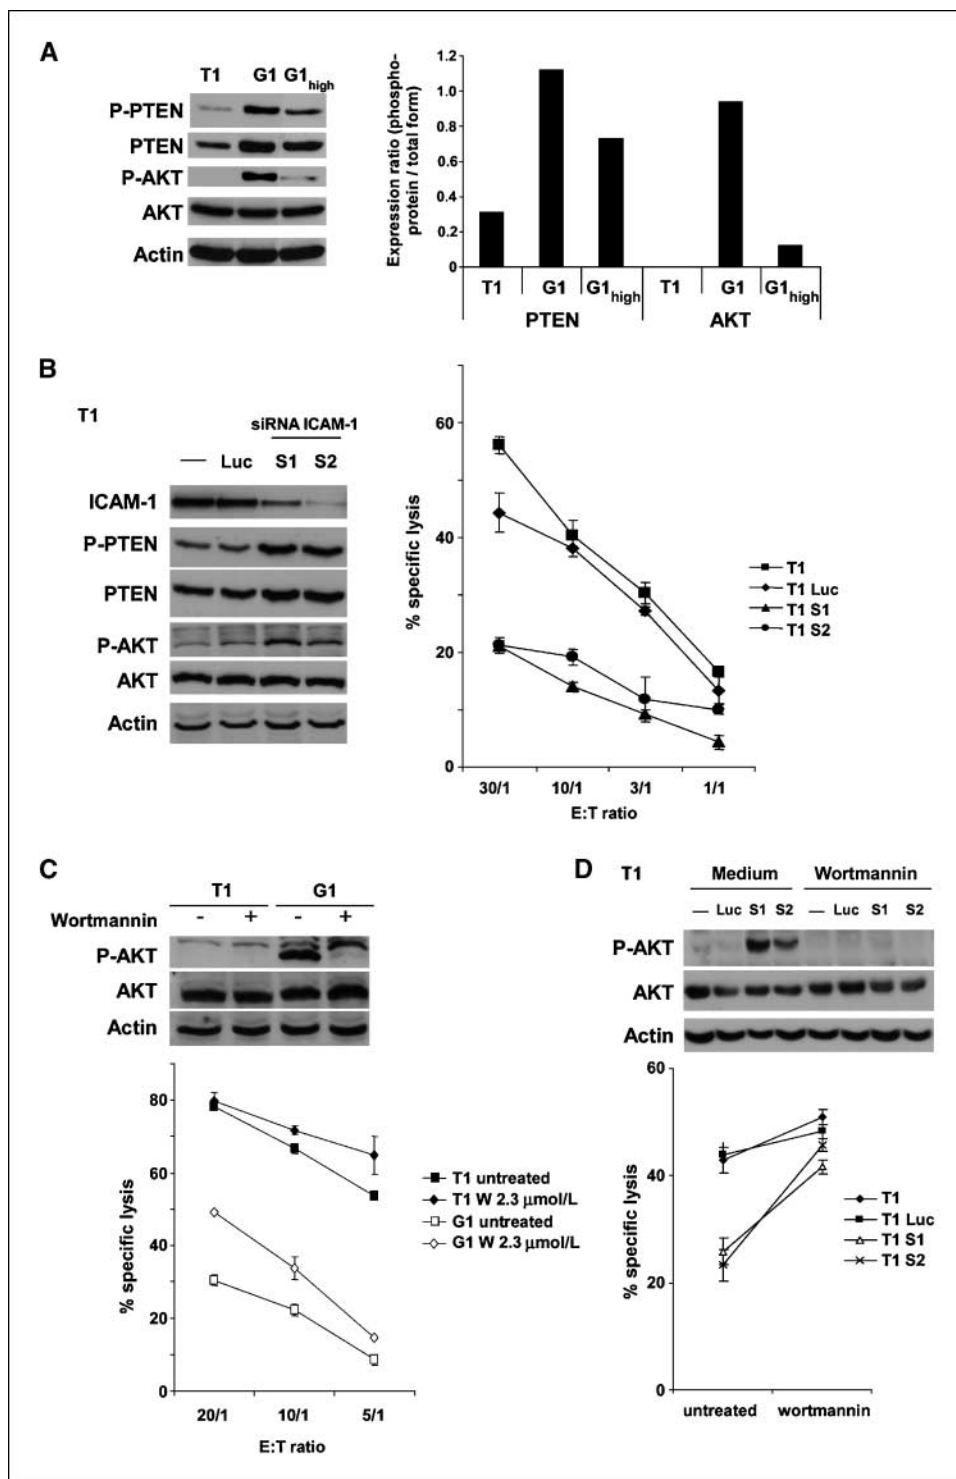 A
T1 G1 G1high
P-PTEN
PTEN
P-AKT
AKT
Actin
Expression ratio (phospho-
protein / total form)
1.2
1.0
0.8
0.6
0.4
0.2
0
T1 G1 G1high T1 G1 G1high
PTEN AKT
B
T1
siRNA ICAM-1
— Luc S1 S2
ICAM-1
P-PTEN
PTEN
P-AKT
AKT
Actin
% specific lysis
60
40
20
0
30/1 10/1 3/1 1/1
E:T ratio
T1
T1 Luc
T1 S1
T1 S2
C
T1 G1
Wortmannin - + - +
P-AKT
AKT
Actin
% specific lysis
80
60
40
20
0
20/1 10/1 5/1
E:T ratio
T1 untreated
T1 W 2.3 µmol/L
G1 untreated
G1 W 2.3 µmol/L
D
T1
Medium Wortmannin
— Luc S1 S2 — Luc S1 S2
P-AKT
AKT
Actin
% specific lysis
60
40
20
0
untreated wortmannin
T1
T1 Luc
T1 S1
T1 S2